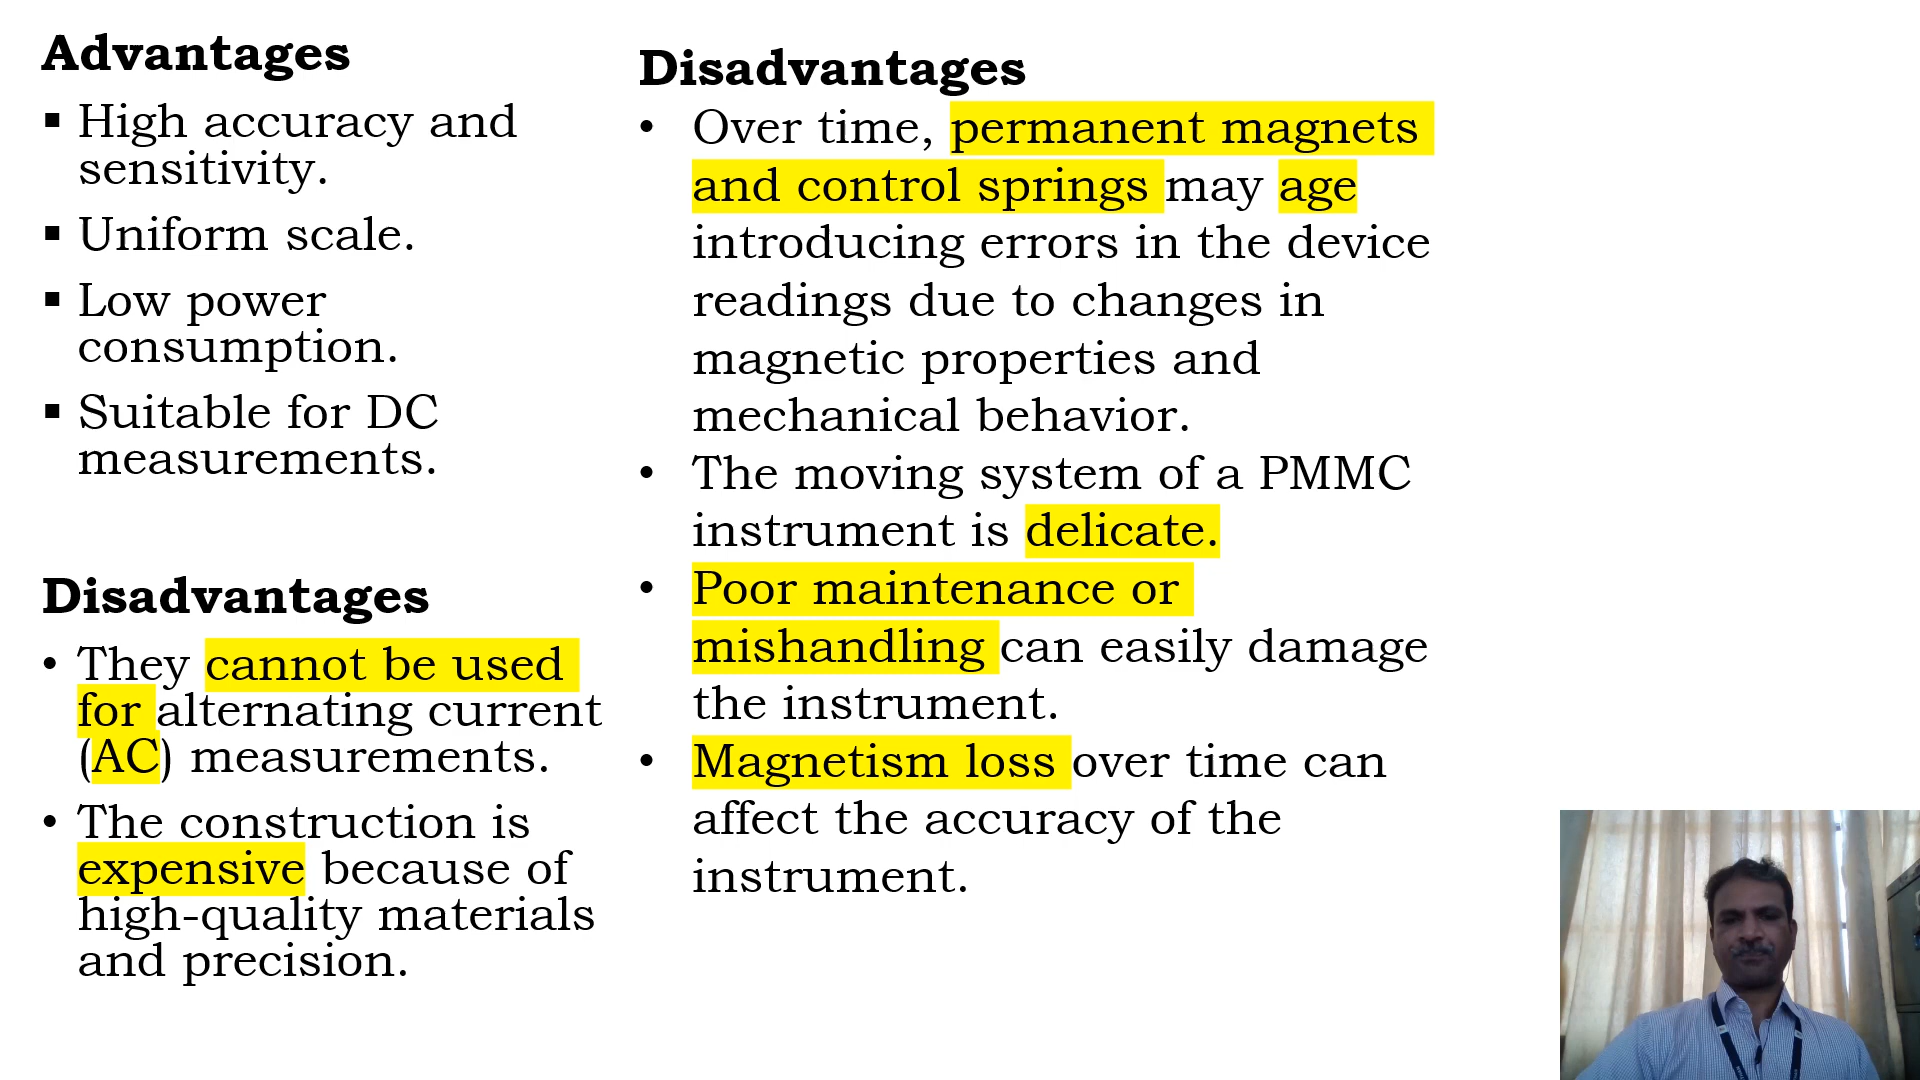 Advantages
▪ High accuracy and
sensitivity.
▪ Uniform scale.
▪ Low power
consumption.
▪ Suitable for DC
measurements.
Disadvantages
• They cannot be used
for alternating current
(AC) measurements.
• The construction is
expensive because of
high-quality materials
and precision.
Disadvantages
• Over time, permanent magnets
and control springs may age
introducing errors in the device
readings due to changes in
magnetic properties and
mechanical behavior.
• The moving system of a PMMC
instrument is delicate.
• Poor maintenance or
mishandling can easily damage
the instrument.
• Magnetism loss over time can
affect the accuracy of the
instrument.